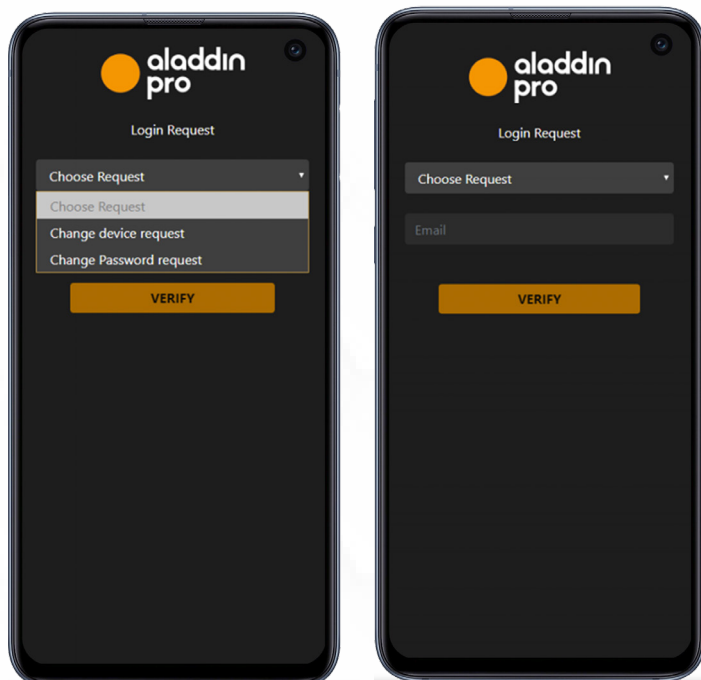 aladdin
pro
Login Request
Choose Request
Choose Request
Change device request
Change Password request
VERIFY
aladdin
pro
Login Request
Choose Request
Email
VERIFY